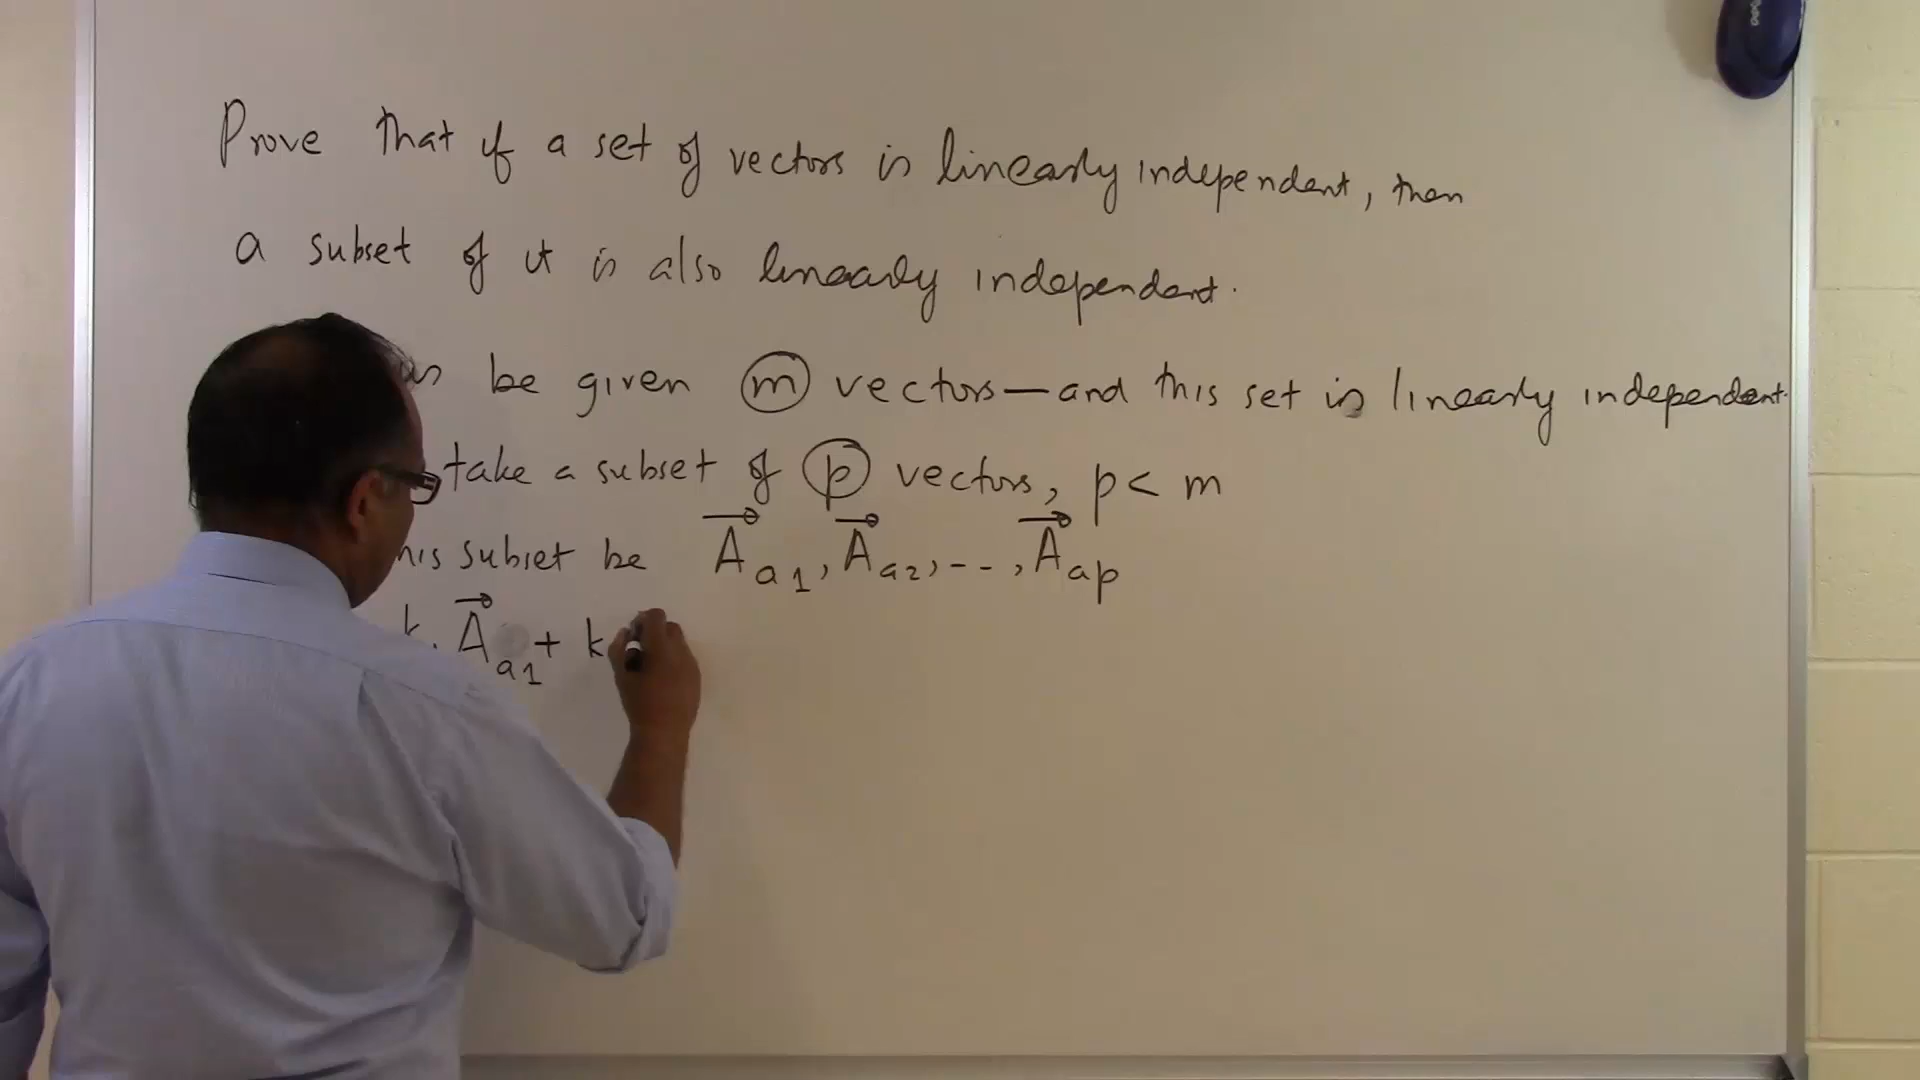 Prove that if a set of vectors is linearly independent, then
a subset of it is also linearly independent.
be given m vectors—and this set is linearly independent.
take a subset of p vectors, p < m
subset be A⃗a1, A⃗a2, --, A⃗ap
A⃗a1 + k